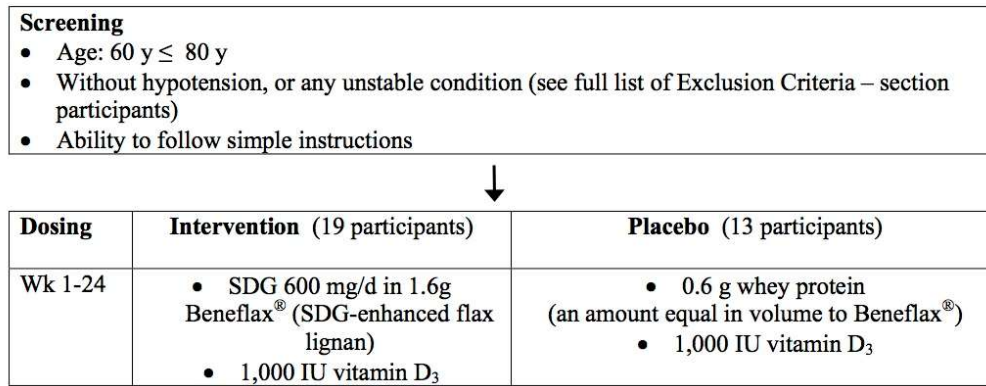 Screening
• Age: 60 y ≤ 80 y
• Without hypotension, or any unstable condition (see full list of Exclusion Criteria – section
participants)
• Ability to follow simple instructions
Dosing
Intervention (19 participants)
Placebo (13 participants)
Wk 1-24
• SDG 600 mg/d in 1.6g
Beneflax® (SDG-enhanced flax
lignan)
• 1,000 IU vitamin D₃
• 0.6 g whey protein
(an amount equal in volume to Beneflax®)
• 1,000 IU vitamin D₃